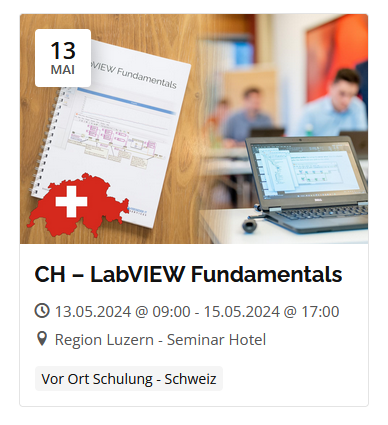 13
MAI
LabVIEW Fundamentals
CH – LabVIEW Fundamentals
13.05.2024 @ 09:00 - 15.05.2024 @ 17:00
Region Luzern - Seminar Hotel
Vor Ort Schulung - Schweiz